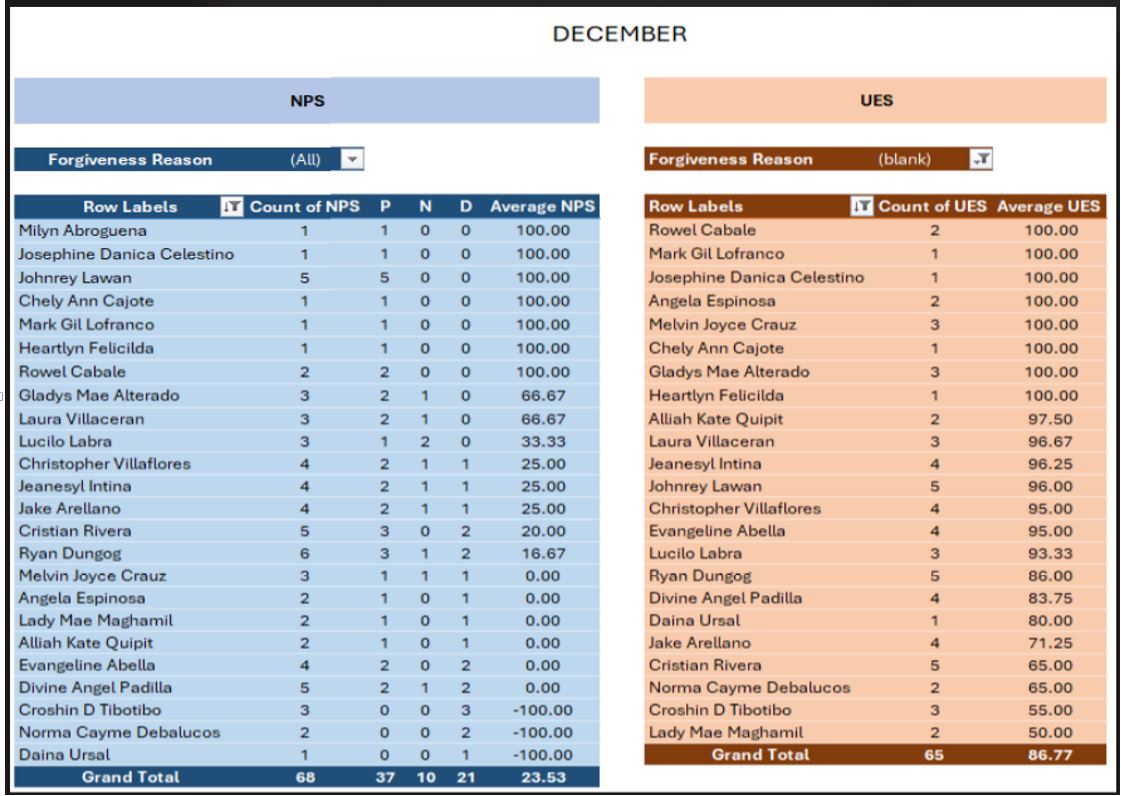 DECEMBER
NPS
Forgiveness Reason (All)
Row Labels Count of NPS P N D Average NPS
Milyn Abroguena 1 1 0 0 100.00
Josephine Danica Celestino 1 1 0 0 100.00
Johnrey Lawan 5 5 0 0 100.00
Chely Ann Cajote 1 1 0 0 100.00
Mark Gil Lofranco 1 1 0 0 100.00
Heartlyn Felicilda 1 1 0 0 100.00
Rowel Cabale 2 2 0 0 100.00
Gladys Mae Alterado 3 2 1 0 66.67
Laura Villaceran 3 2 1 0 66.67
Lucilo Labra 3 1 2 0 33.33
Christopher Villaflores 4 2 1 1 25.00
Jeanesyl Intina 4 2 1 1 25.00
Jake Arellano 4 2 1 1 25.00
Cristian Rivera 5 3 0 2 20.00
Ryan Dungog 6 3 1 2 16.67
Melvin Joyce Crauz 3 1 1 1 0.00
Angela Espinosa 2 1 0 1 0.00
Lady Mae Maghamil 2 1 0 1 0.00
Alliah Kate Quipit 2 1 0 1 0.00
Evangeline Abella 4 2 0 2 0.00
Divine Angel Padilla 5 2 1 2 0.00
Croshin D Tibotibo 3 0 0 3 -100.00
Norma Cayme Debalucos 2 0 0 2 -100.00
Daina Ursal 1 0 0 1 -100.00
Grand Total 68 37 10 21 23.53
UES
Forgiveness Reason (blank)
Row Labels Count of UES Average UES
Rowel Cabale 2 100.00
Mark Gil Lofranco 1 100.00
Josephine Danica Celestino 1 100.00
Angela Espinosa 2 100.00
Melvin Joyce Crauz 3 100.00
Chely Ann Cajote 1 100.00
Gladys Mae Alterado 3 100.00
Heartlyn Felicilda 1 100.00
Alliah Kate Quipit 2 97.50
Laura Villaceran 3 96.67
Jeanesyl Intina 4 96.25
Johnrey Lawan 5 96.00
Christopher Villaflores 4 95.00
Evangeline Abella 4 95.00
Lucilo Labra 3 93.33
Ryan Dungog 5 86.00
Divine Angel Padilla 4 83.75
Daina Ursal 1 80.00
Jake Arellano 4 71.25
Cristian Rivera 5 65.00
Norma Cayme Debalucos 2 65.00
Croshin D Tibotibo 3 55.00
Lady Mae Maghamil 2 50.00
Grand Total 65 86.77